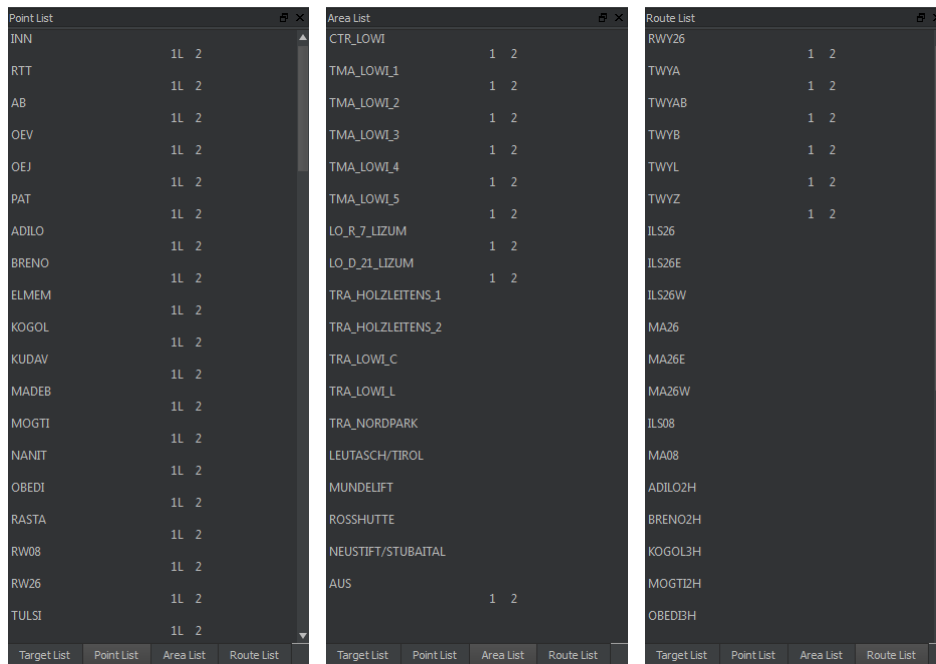 Point List
INN
1L 2
RTT
1L 2
AB
1L 2
OEV
1L 2
OEJ
1L 2
PAT
1L 2
ADILO
1L 2
BRENO
1L 2
ELMEM
1L 2
KOGOL
1L 2
KUDAV
1L 2
MADEB
1L 2
MOGTI
1L 2
NANIT
1L 2
OBEDI
1L 2
RASTA
1L 2
RW08
1L 2
RW26
1L 2
TULSI
1L 2
Target List Point List Area List Route List
Area List
CTR_LOWI
1 2
TMA_LOWI_1
1 2
TMA_LOWI_2
1 2
TMA_LOWI_3
1 2
TMA_LOWI_4
1 2
TMA_LOWI_5
1 2
LO_R_7_LIZUM
1 2
LO_D_21_LIZUM
1 2
TRA_HOLZLEITENS_1
TRA_HOLZLEITENS_2
TRA_LOWI_C
TRA_LOWI_L
TRA_NORDPARK
LEUTASCH/TIROL
MUNDELIFT
ROSSHUTTE
NEUSTIFT/STUBAITAL
AUS
1 2
Target List Point List Area List Route List
Route List
RWY26
1 2
TWYA
1 2
TWYAB
1 2
TWYB
1 2
TWYL
1 2
TWYZ
1 2
ILS26
ILS26E
ILS26W
MA26
MA26E
MA26W
ILS08
MA08
ADILO2H
BRENO2H
KOGOL3H
MOGTI2H
OBEDI3H
Target List Point List Area List Route List